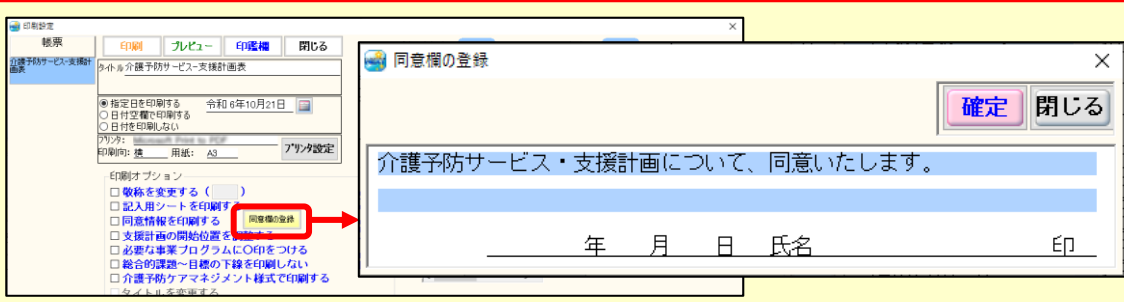 印刷設定
帳票
印刷 プレビュー 印鑑欄 閉じる
介護予防サービス-支援計画表
タイトル 介護予防サービス-支援計画表
指定日を印刷する 令和 6年10月21日
日付空欄で印刷する
日付を印刷しない
プリンタ: Microsoft Print to PDF
印刷向: 横 用紙: A3 プリンタ設定
印刷オプション
敬称を変更する ( )
記入用シートを印刷する
同意情報を印刷する 同意欄の登録
支援計画の開始位置を調整する
必要な事業プログラムに○印をつける
総合的課題～目標の下線を印刷しない
介護予防ケアマネジメント様式で印刷する
タイトルを変更する
同意欄の登録
確定 閉じる
介護予防サービス・支援計画について、同意いたします。
年 月 日 氏名 印